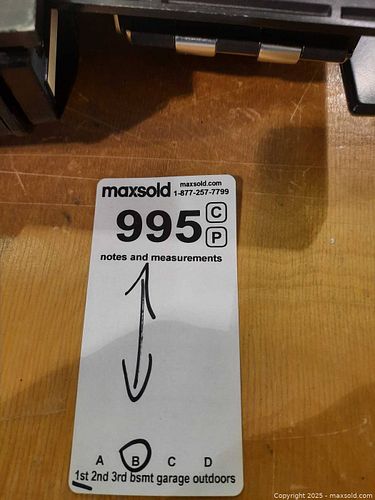 maxsold maxsold.com
1-877-257-7799
995 C
P
notes and measurements
A B C D
1st 2nd 3rd bsmt garage outdoors
Copyright 2025 - maxsold.com